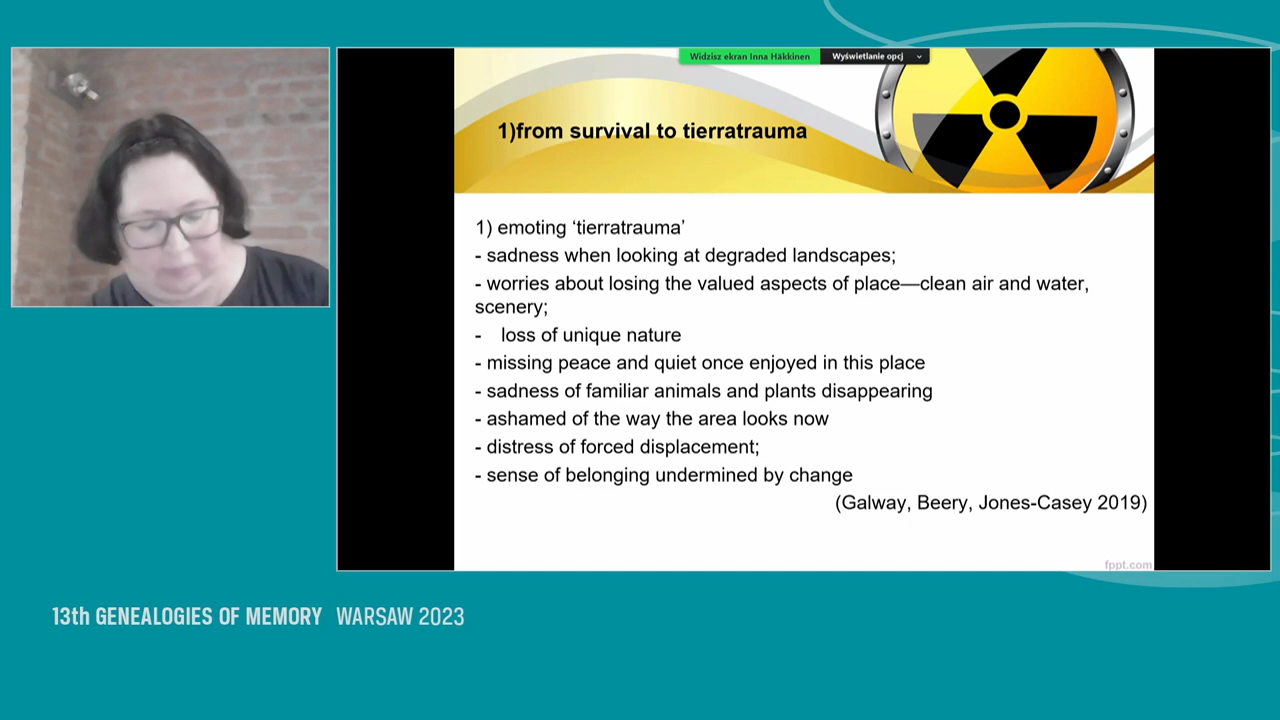 Widzisz ekran Inna Häkkinen
Wyświetlanie opcj
1)from survival to tierratrauma
1) emoting ‘tierratrauma’
- sadness when looking at degraded landscapes;
- worries about losing the valued aspects of place—clean air and water,
scenery;
- loss of unique nature
- missing peace and quiet once enjoyed in this place
- sadness of familiar animals and plants disappearing
- ashamed of the way the area looks now
- distress of forced displacement;
- sense of belonging undermined by change
(Galway, Beery, Jones-Casey 2019)
fppt.com
13th GENEALOGIES OF MEMORY WARSAW 2023